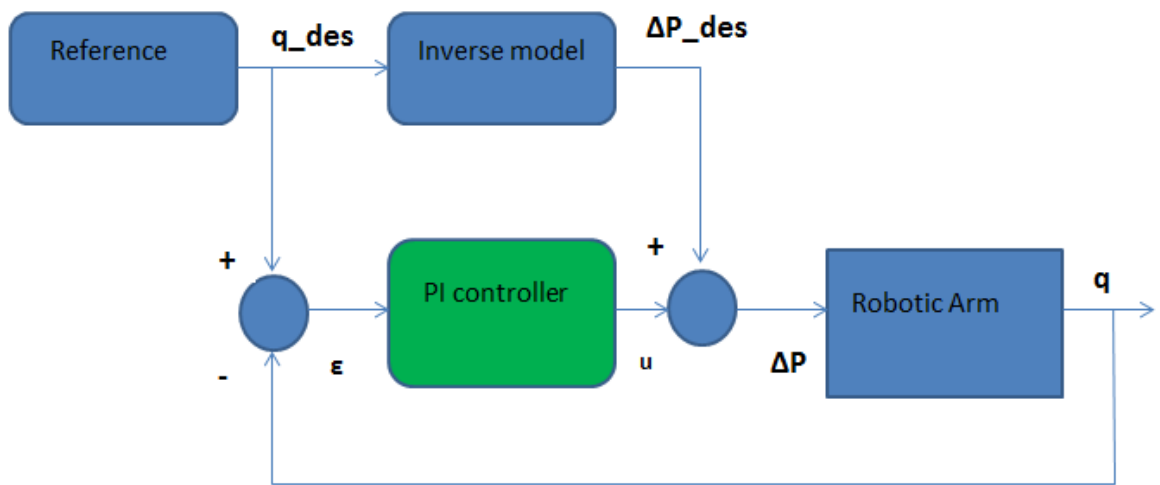 Reference
q_des
Inverse model
ΔP_des
+
PI controller
+
Robotic Arm
q
-
ε
u
ΔP